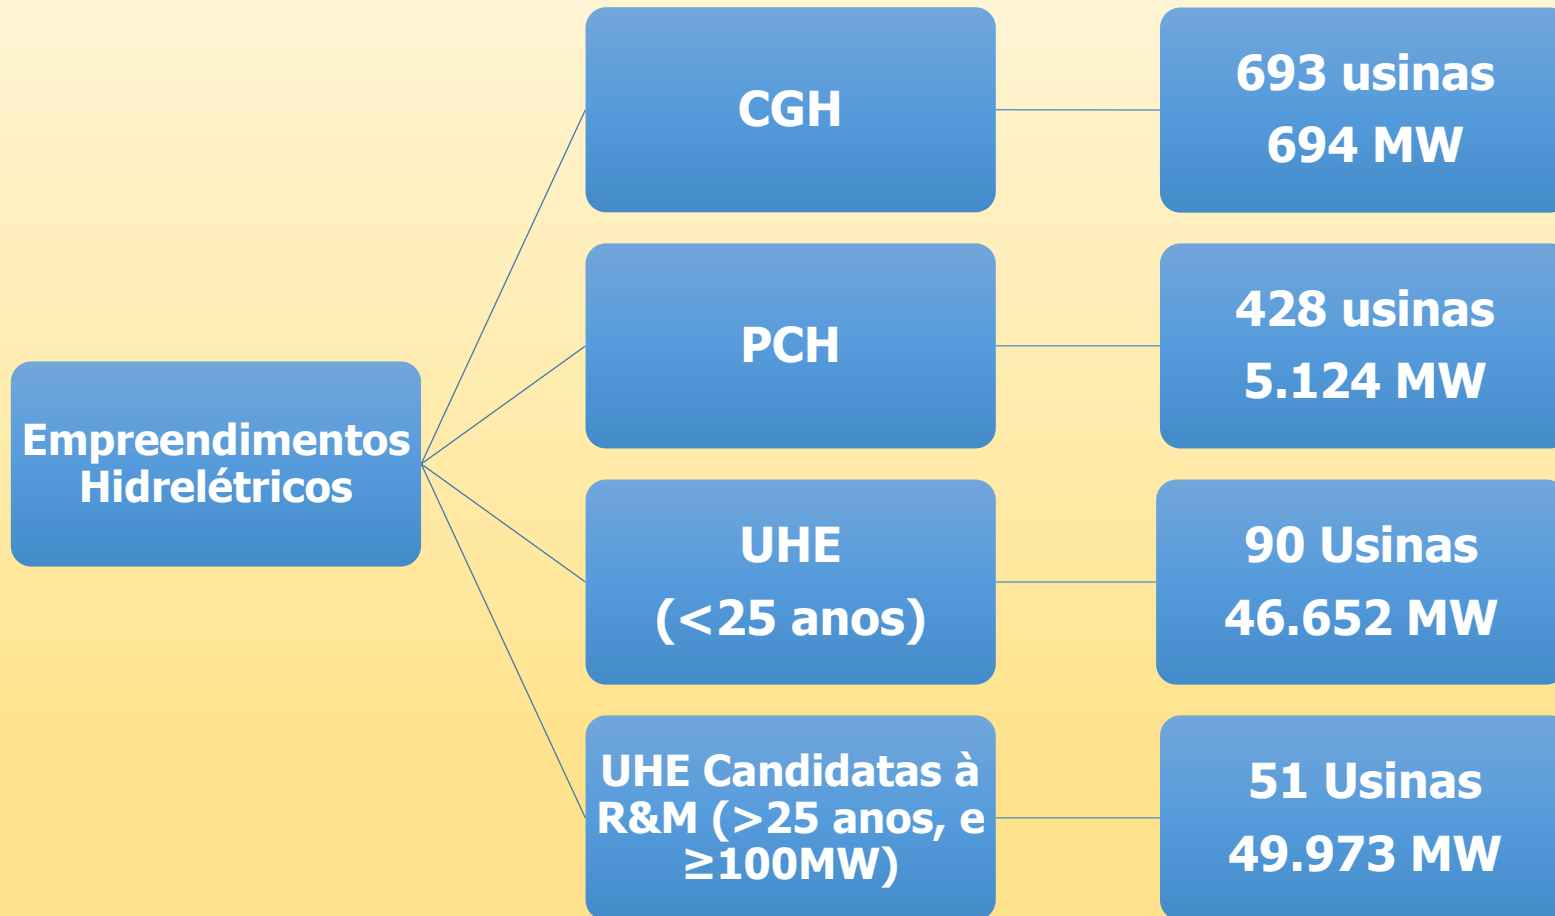 Empreendimentos
Hidrelétricos
CGH
693 usinas
694 MW
PCH
428 usinas
5.124 MW
UHE
(<25 anos)
90 Usinas
46.652 MW
UHE Candidatas à
R&M (>25 anos, e
≥100MW)
51 Usinas
49.973 MW